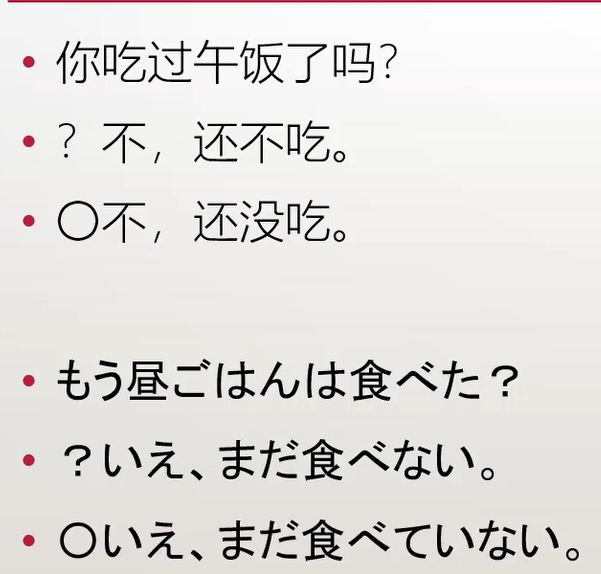 • 你吃过午饭了吗?
• ? 不，还不吃。
• 〇不，还没吃。
• もう昼ごはんは食べた？
• ？いえ、まだ食べない。
• 〇いえ、まだ食べていない。